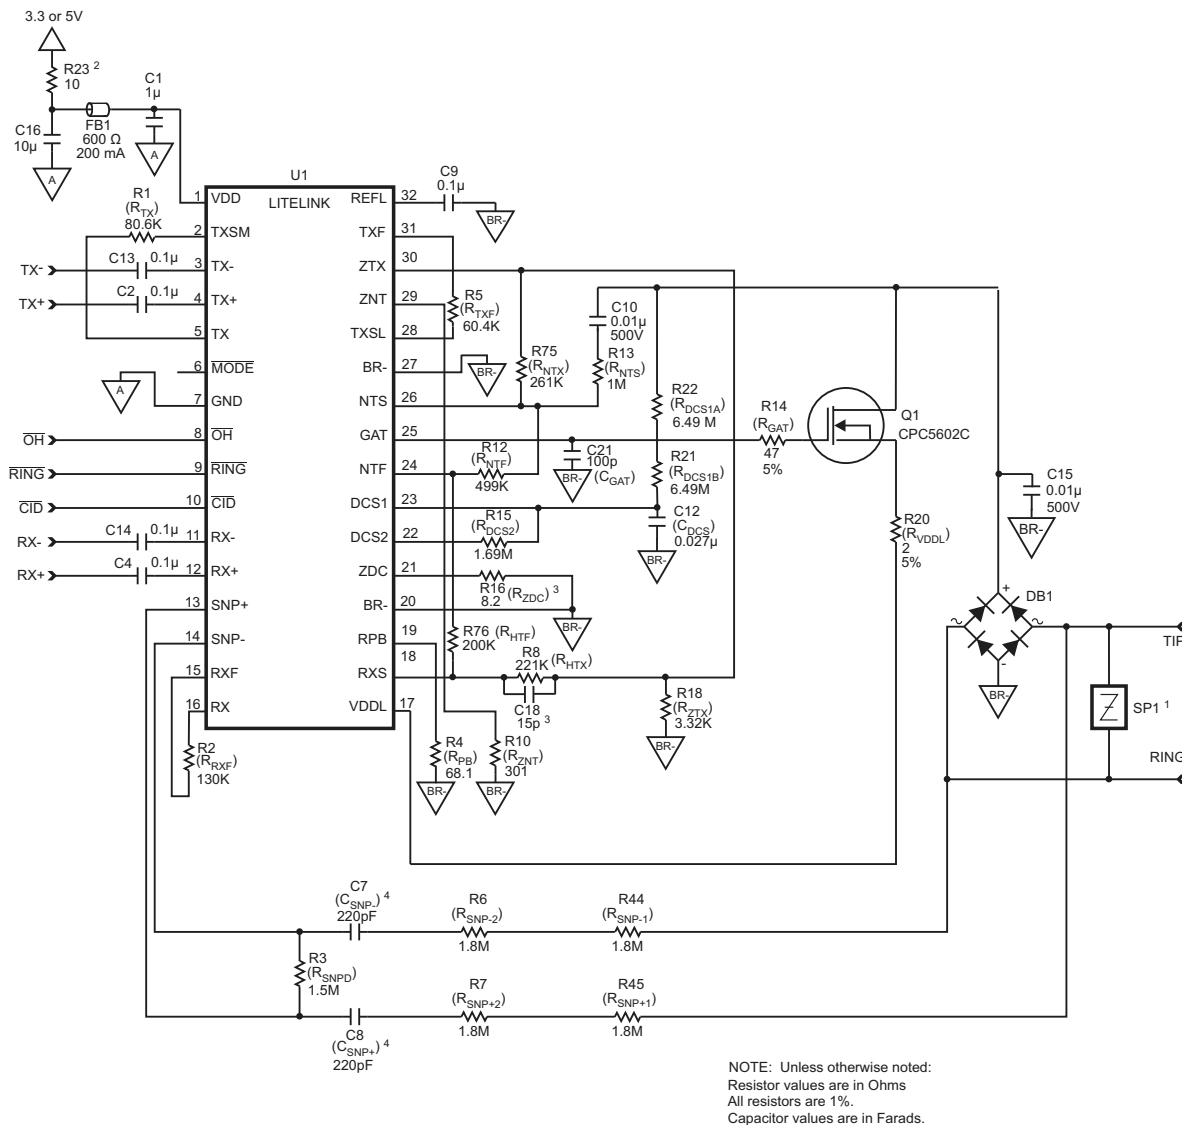 3.3 or 5V
R23 2
10
C1
1µ
C16
10µ
FB1
600 Ω
200 mA
A
A
U1
LITELINK
R1
(RTX)
80.6K
C9
0.1µ
BR-
1 VDD
2 TXSM
3 TX-
4 TX+
5 TX
6 MODE
7 GND
8 OH
9 RING
10 CID
11 RX-
12 RX+
13 SNP+
14 SNP-
15 RXF
16 RX
REFL 32
TXF 31
ZTX 30
ZNT 29
TXSL 28
BR- 27
NTS 26
GAT 25
NTF 24
DCS1 23
DCS2 22
ZDC 21
BR- 20
RPB 19
RXS 18
VDDL 17
TX-
C13 0.1µ
TX+
C2 0.1µ
A
OH
RING
CID
RX-
C14 0.1µ
RX+
C4 0.1µ
R2
(RRXF)
130K
R5
(RTXF)
60.4K
BR-
R75
(RNTX)
261K
C10
0.01µ
500V
R13
(RNTS)
1M
R22
(RDCS1A)
6.49 M
R14
(RGAT)
47
5%
Q1
CPC5602C
R12
(RNTF)
499K
C21
100p
(CGAT)
BR-
R21
(RDCS1B)
6.49M
R15
(RDCS2)
1.69M
C12
(CDCS)
0.027µ
BR-
C15
0.01µ
500V
BR-
R20
(RVDDL)
2
5%
R16 (RZDC) 3
8.2
BR-
R76 (RHTF)
200K
R8
221K (RHTX)
C18
15p 3
R18
(RZTX)
3.32K
BR-
R4
(RPB)
68.1
BR-
R10
(RZNT)
301
BR-
+
DB1
~
~
-
BR-
TIP
SP1 1
RING
C7
(CSNP-) 4
220pF
R6
(RSNP-2)
1.8M
R44
(RSNP-1)
1.8M
R3
(RSNPD)
1.5M
R7
(RSNP+2)
1.8M
R45
(RSNP+1)
1.8M
C8
(CSNP+) 4
220pF
NOTE: Unless otherwise noted:
Resistor values are in Ohms
All resistors are 1%.
Capacitor values are in Farads.